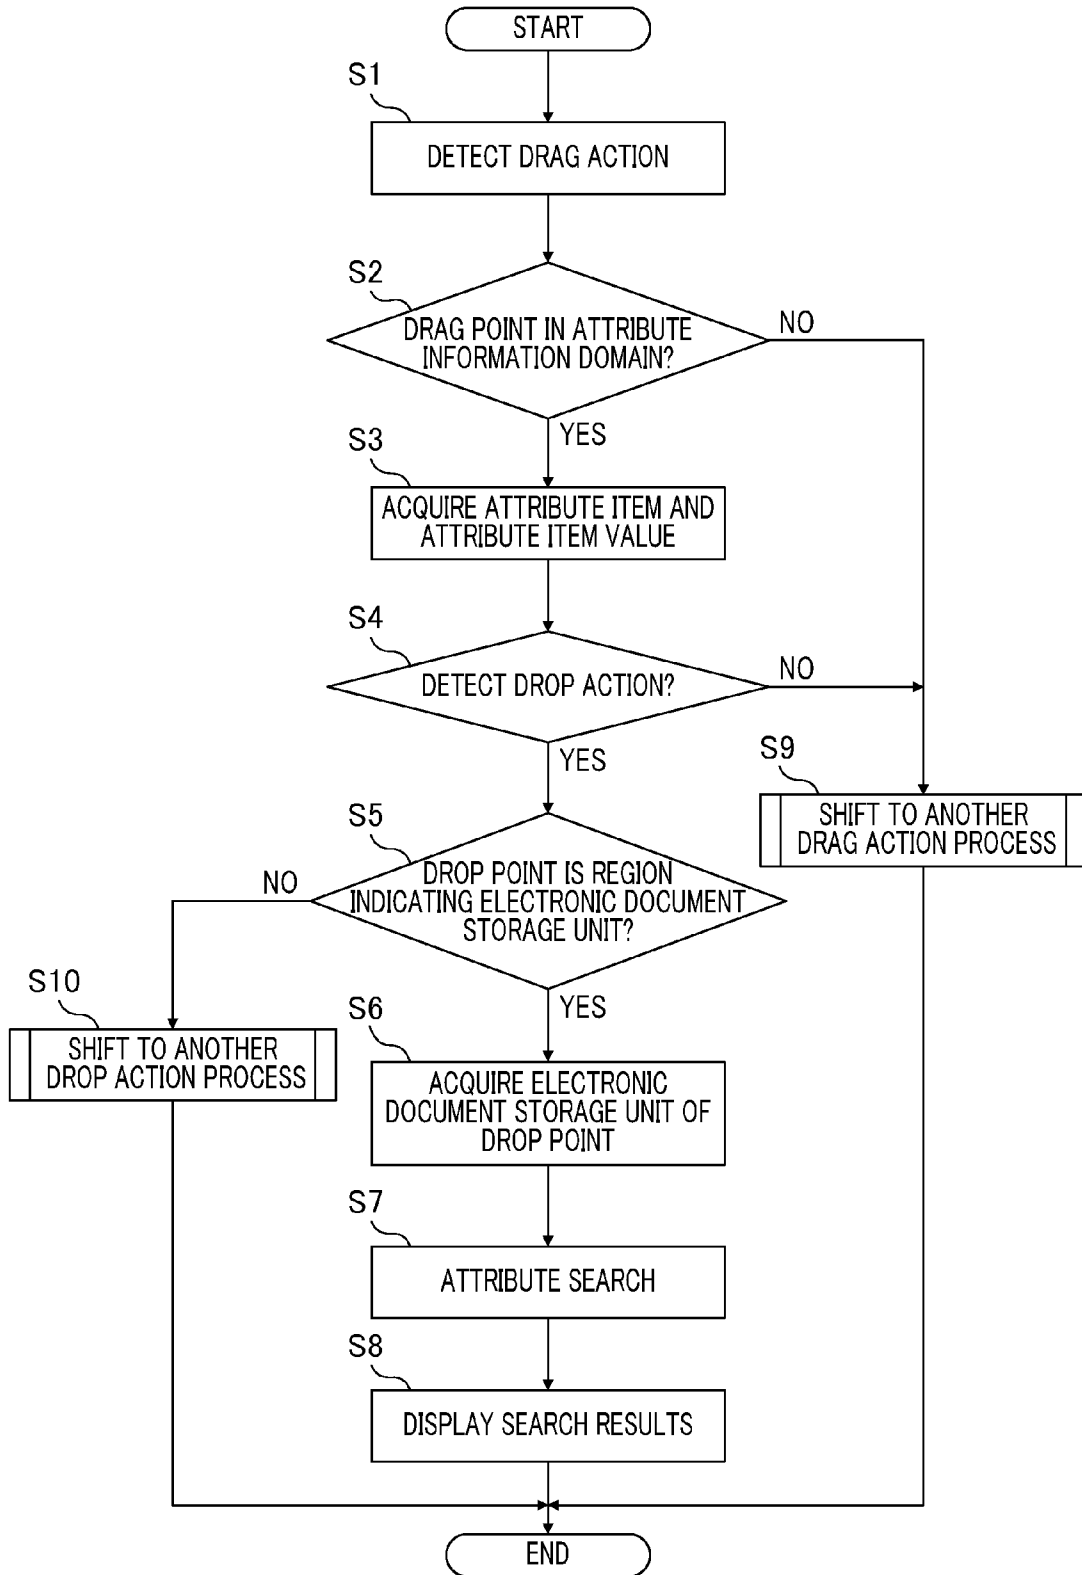 START
S1
DETECT DRAG ACTION
S2
DRAG POINT IN ATTRIBUTE
INFORMATION DOMAIN?
NO
YES
S3
ACQUIRE ATTRIBUTE ITEM AND
ATTRIBUTE ITEM VALUE
S4
DETECT DROP ACTION?
NO
YES
S9
SHIFT TO ANOTHER
DRAG ACTION PROCESS
S5
DROP POINT IS REGION
INDICATING ELECTRONIC DOCUMENT
STORAGE UNIT?
NO
YES
S10
SHIFT TO ANOTHER
DROP ACTION PROCESS
S6
ACQUIRE ELECTRONIC
DOCUMENT STORAGE UNIT OF
DROP POINT
S7
ATTRIBUTE SEARCH
S8
DISPLAY SEARCH RESULTS
END